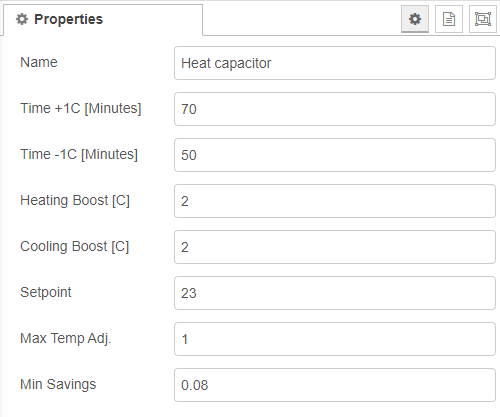 Properties
Name Heat capacitor
Time +1C [Minutes] 70
Time -1C [Minutes] 50
Heating Boost [C] 2
Cooling Boost [C] 2
Setpoint 23
Max Temp Adj. 1
Min Savings 0.08